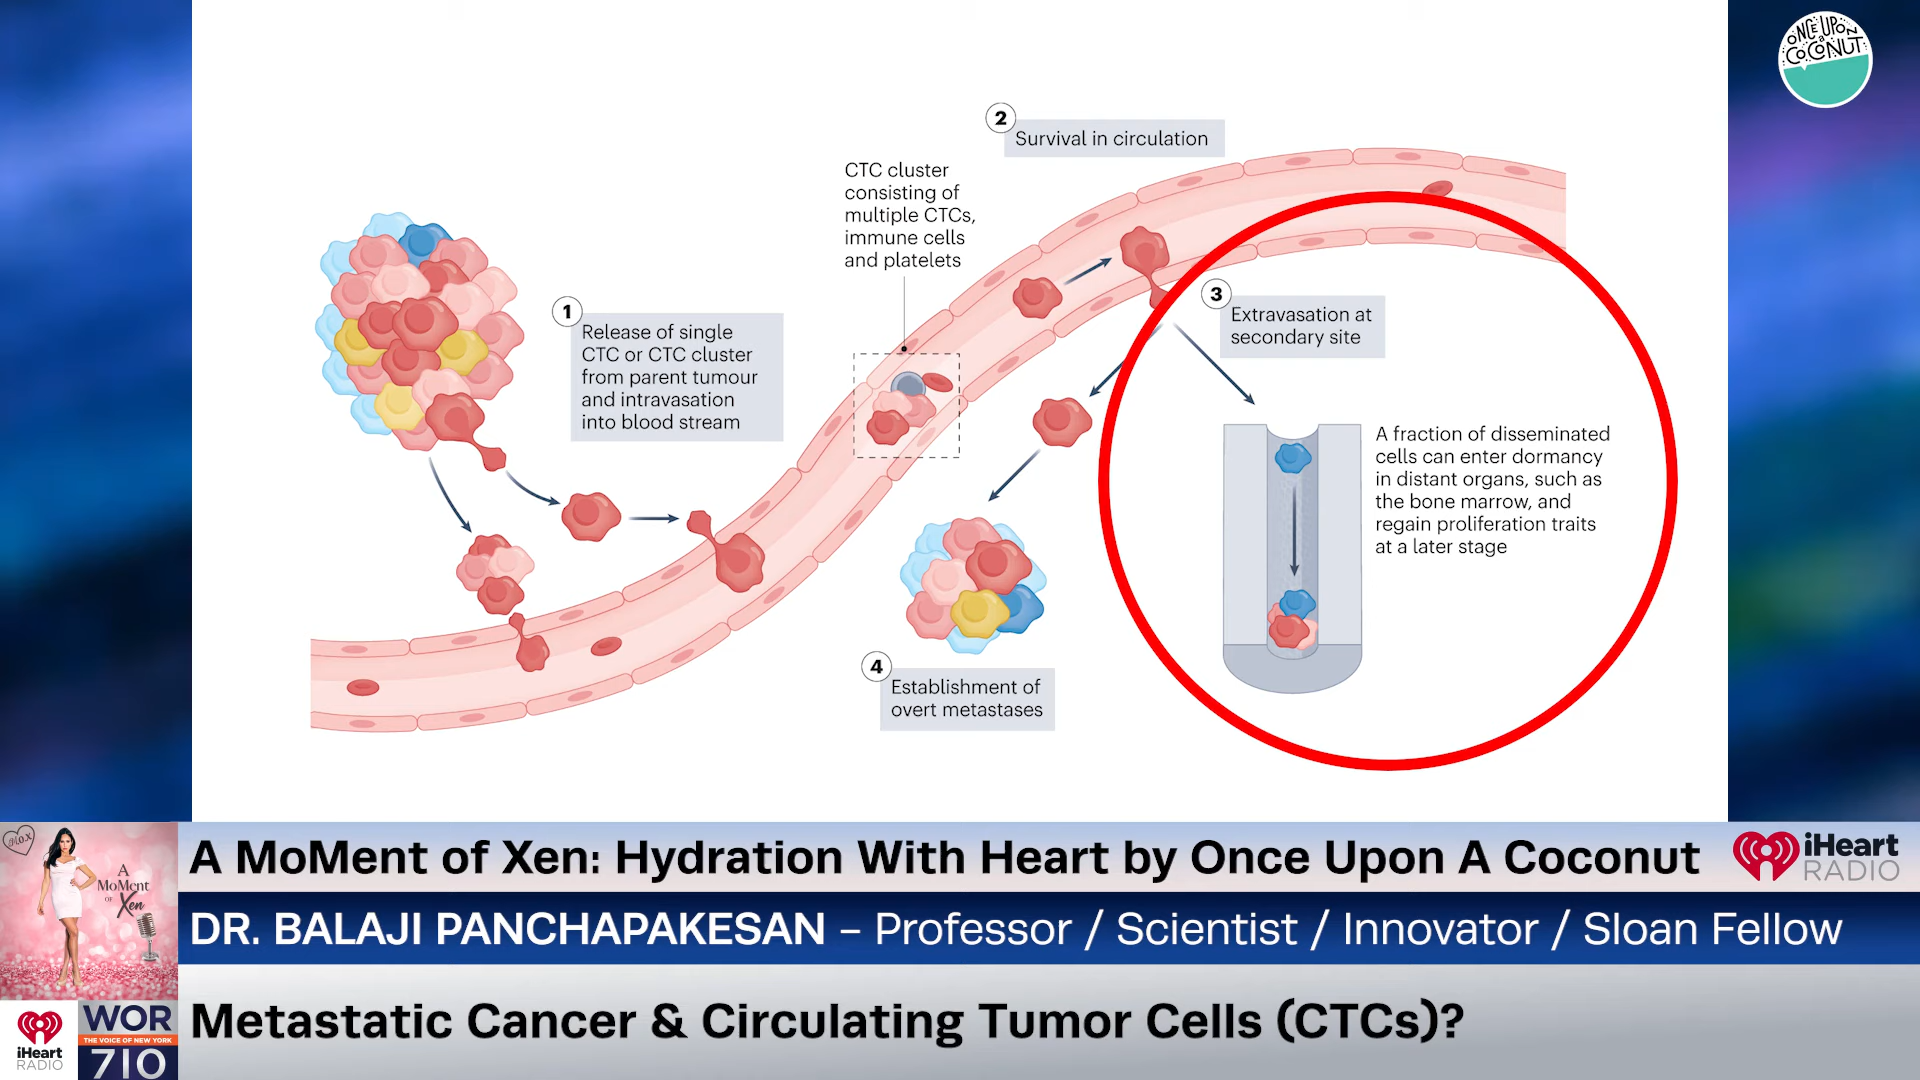 ONCE UPON
a
COCONUT
2
Survival in circulation
CTC cluster
consisting of
multiple CTCs,
immune cells
and platelets
1
Release of single
CTC or CTC cluster
from parent tumour
and intravasation
into blood stream
3
Extravasation at
secondary site
A fraction of disseminated
cells can enter dormancy
in distant organs, such as
the bone marrow, and
regain proliferation traits
at a later stage
4
Establishment of
overt metastases
M.O.X
A
MoMent
OF Xen
A MoMent of Xen: Hydration With Heart by Once Upon A Coconut
iHeart
RADIO
DR. BALAJI PANCHAPAKESAN – Professor / Scientist / Innovator / Sloan Fellow
iHeart
RADIO
WOR
THE VOICE OF NEW YORK
710
Metastatic Cancer & Circulating Tumor Cells (CTCs)?